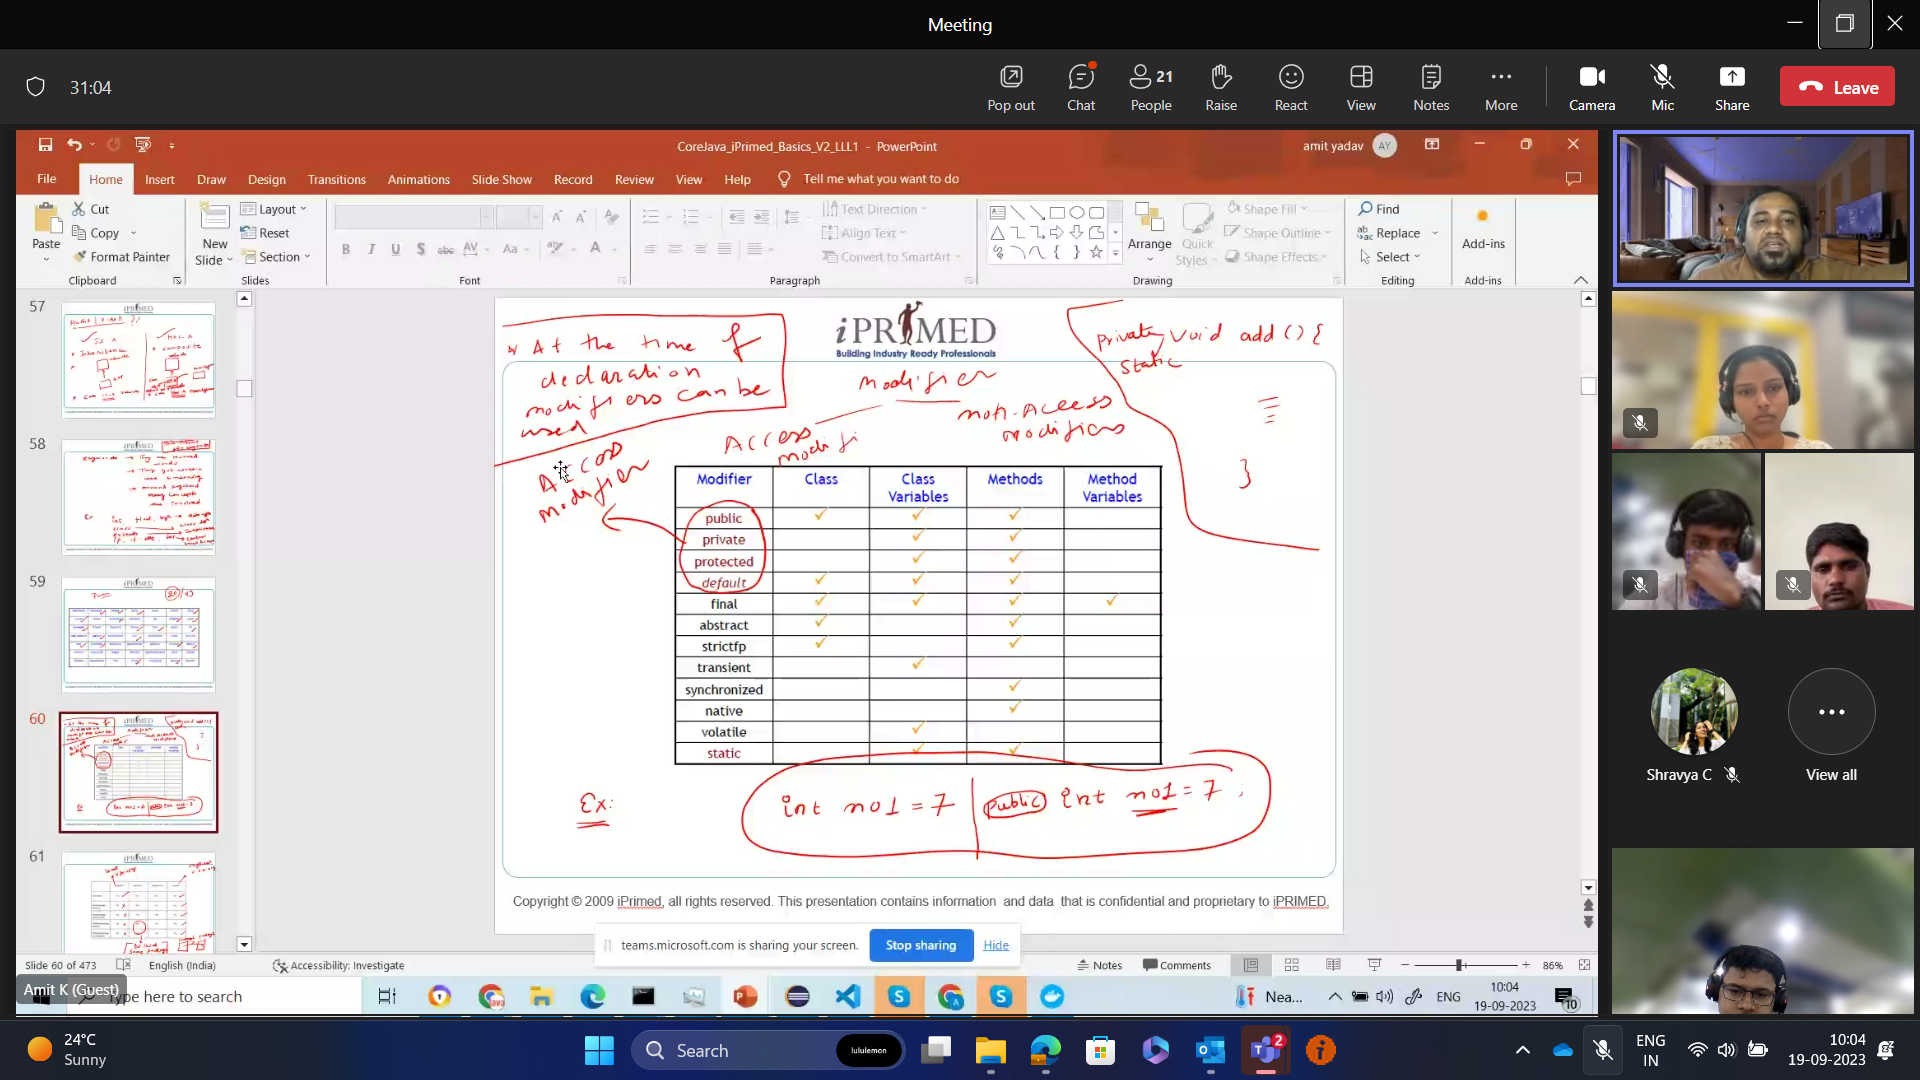 Meeting
31:04
Pop out
Chat
21
People
Raise
React
View
Notes
More
Camera
Mic
Share
Leave
CoreJava_iPrimed_Basics_V2_LLL1 - PowerPoint
amit yadav
AY
File
Home
Insert
Draw
Design
Transitions
Animations
Slide Show
Record
Review
View
Help
Tell me what you want to do
Paste
Cut
Copy
Format Painter
Clipboard
New
Slide
Layout
Reset
Section
Slides
Font
Text Direction
Align Text
Convert to SmartArt
Paragraph
Arrange
Quick
Styles
Shape Fill
Shape Outline
Shape Effects
Drawing
Find
Replace
Select
Editing
Add-ins
Add-ins
57
58
59
60
61
At the time of
declaration
modifiers can be
used
iPRIMED
Building Industry Ready Professionals
private void add () {
static
}
modifier
Access
modifi
non-Access
modifiers
Access
modifier
Modifier Class Class Variables Methods Method Variables
public ✓ ✓ ✓
private ✓ ✓
protected ✓ ✓
default ✓ ✓ ✓
final ✓ ✓ ✓ ✓
abstract ✓ ✓
strictfp ✓ ✓
transient ✓
synchronized ✓
native ✓
volatile ✓
static ✓ ✓
Ex:
int no1 = 7 | public int no1 = 7 ;
Copyright © 2009 iPrimed, all rights reserved. This presentation contains information and data that is confidential and proprietary to iPRIMED.
teams.microsoft.com is sharing your screen.
Stop sharing
Hide
Slide 60 of 473
English (India)
Accessibility: Investigate
Notes
Comments
86%
Amit K (Guest)
Type here to search
Nea...
ENG
10:04
19-09-2023
10
Shravya C
View all
24°C
Sunny
Search
lululemon
2
ENG
IN
10:04
19-09-2023